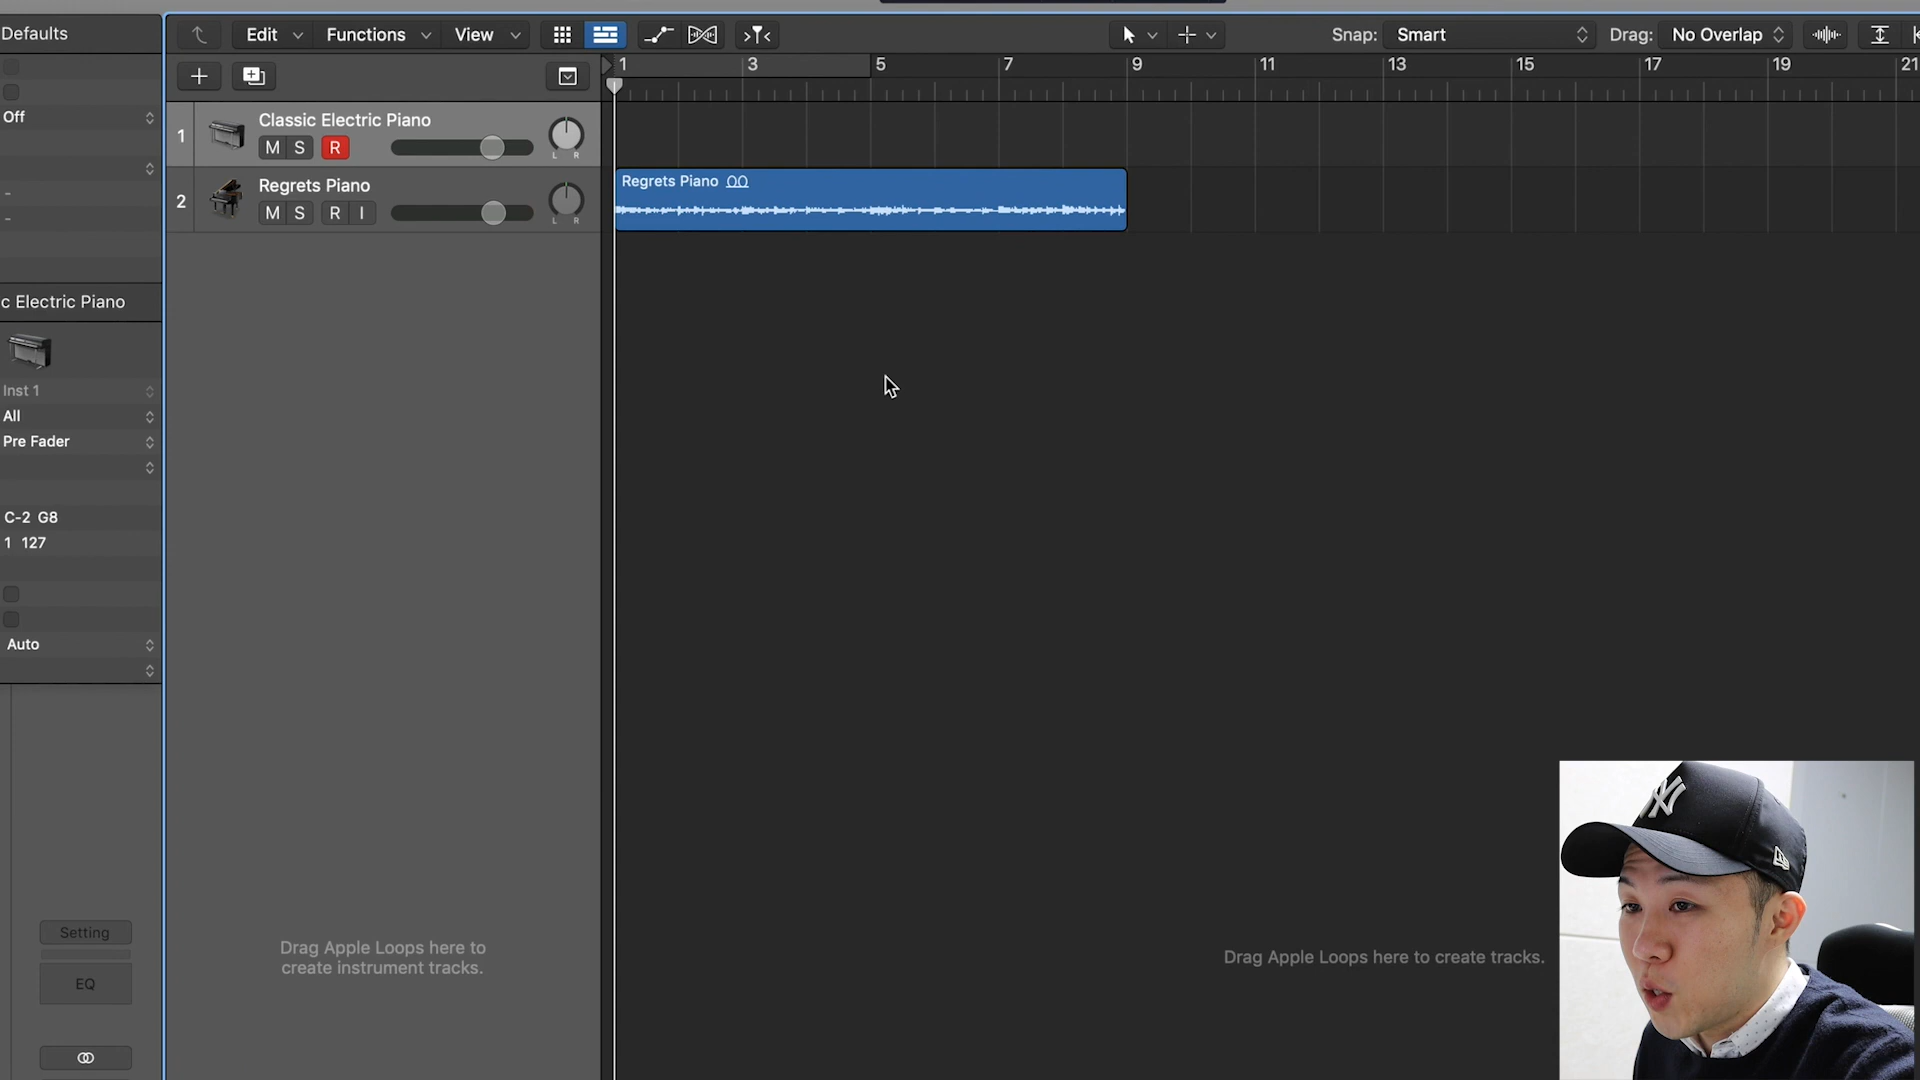 Defaults
Edit Functions View Snap: Smart Drag: No Overlap
1 3 5 7 9 11 13 15 17 19 21
Off
1 Classic Electric Piano
M S R L R
2 Regrets Piano
M S R I L R
Regrets Piano
-
-
c Electric Piano
Inst 1
All
Pre Fader
C-2 G8
1 127
Auto
Setting
EQ
Drag Apple Loops here to
create instrument tracks.
Drag Apple Loops here to create tracks.
NY